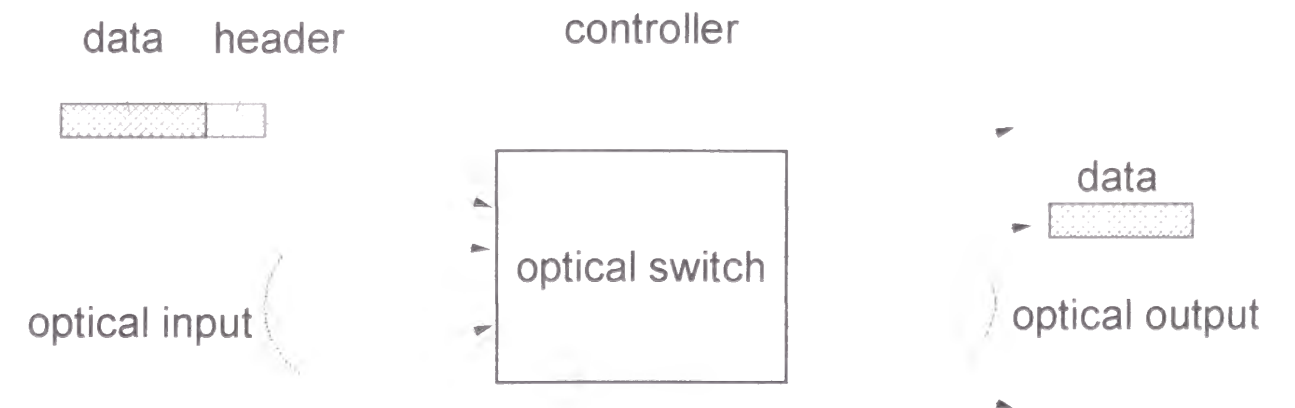 data header
controller
data
optical switch
optical input
optical output